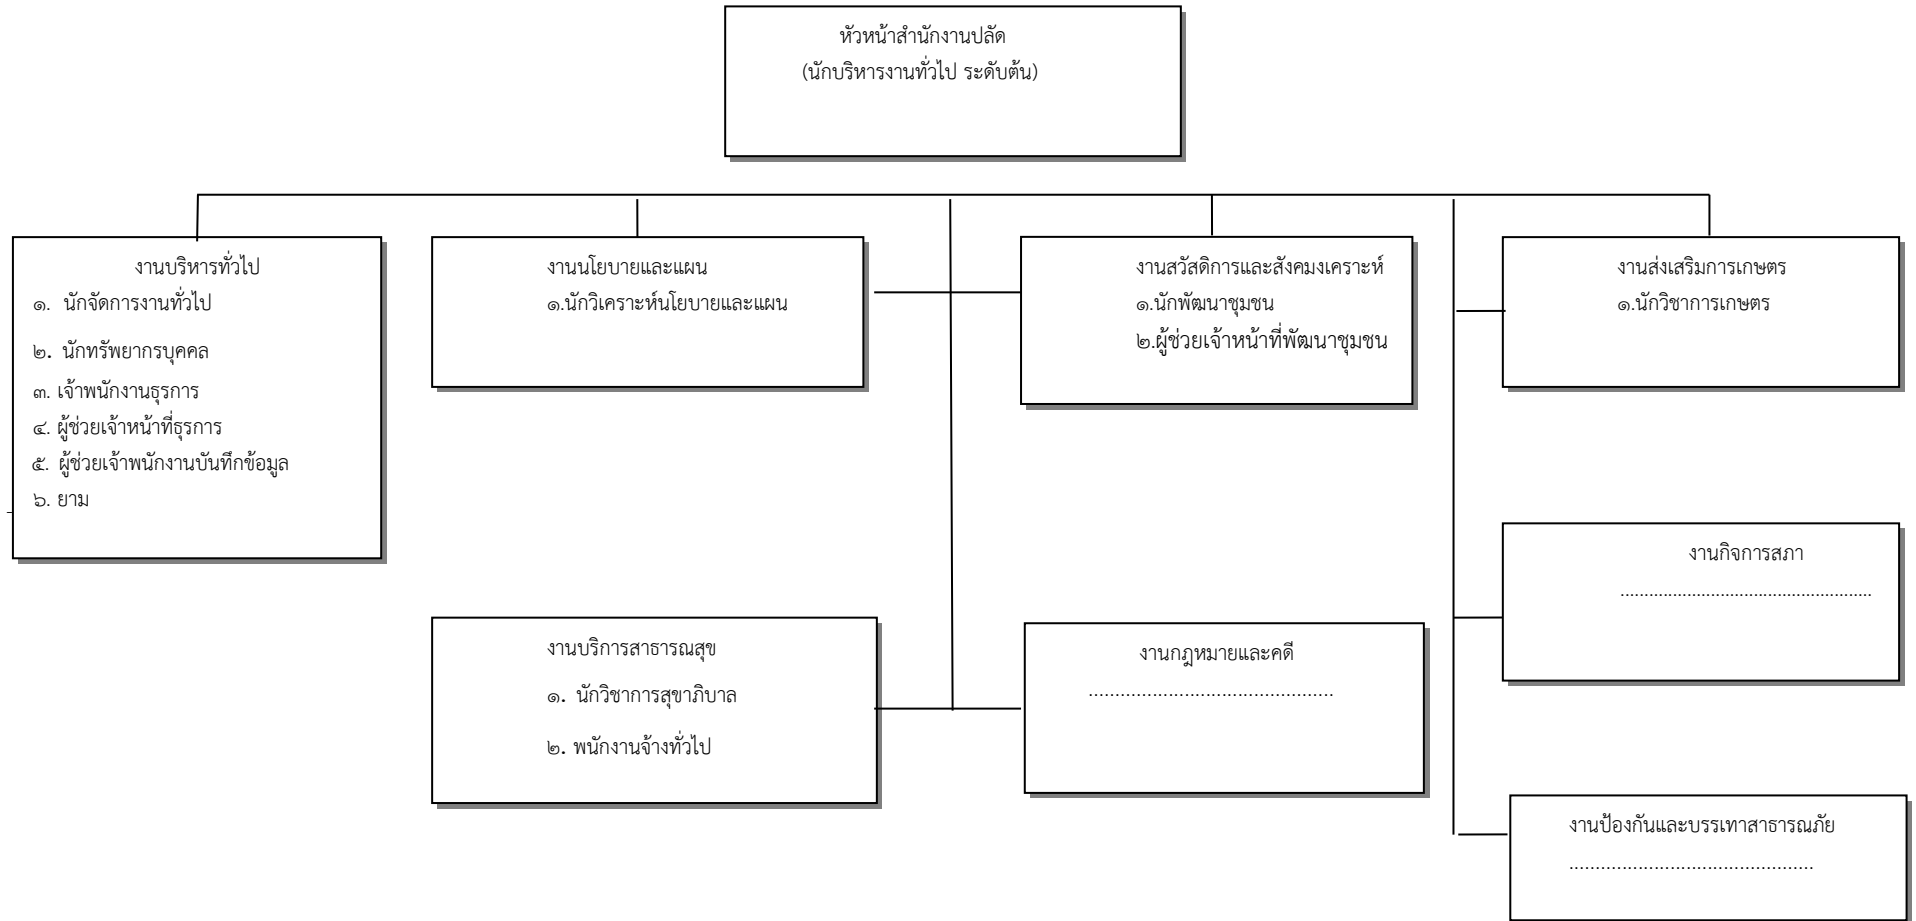 หัวหน้าสำนักงานปลัด
(นักบริหารงานทั่วไป ระดับต้น)
งานบริหารทั่วไป
๑. นักจัดการงานทั่วไป
๒. นักทรัพยากรบุคคล
๓. เจ้าพนักงานธุรการ
๔. ผู้ช่วยเจ้าหน้าที่ธุรการ
๕. ผู้ช่วยเจ้าพนักงานบันทึกข้อมูล
๖. ยาม
งานนโยบายและแผน
๑.นักวิเคราะห์นโยบายและแผน
งานสวัสดิการและสังคมงเคราะห์
๑.นักพัฒนาชุมชน
๒.ผู้ช่วยเจ้าหน้าที่พัฒนาชุมชน
งานส่งเสริมการเกษตร
๑.นักวิชาการเกษตร
งานบริการสาธารณสุข
๑. นักวิชาการสุขาภิบาล
๒. พนักงานจ้างทั่วไป
งานกฎหมายและคดี
..............................................
งานกิจการสภา
.....................................................
งานป้องกันและบรรเทาสาธารณภัย
..............................................